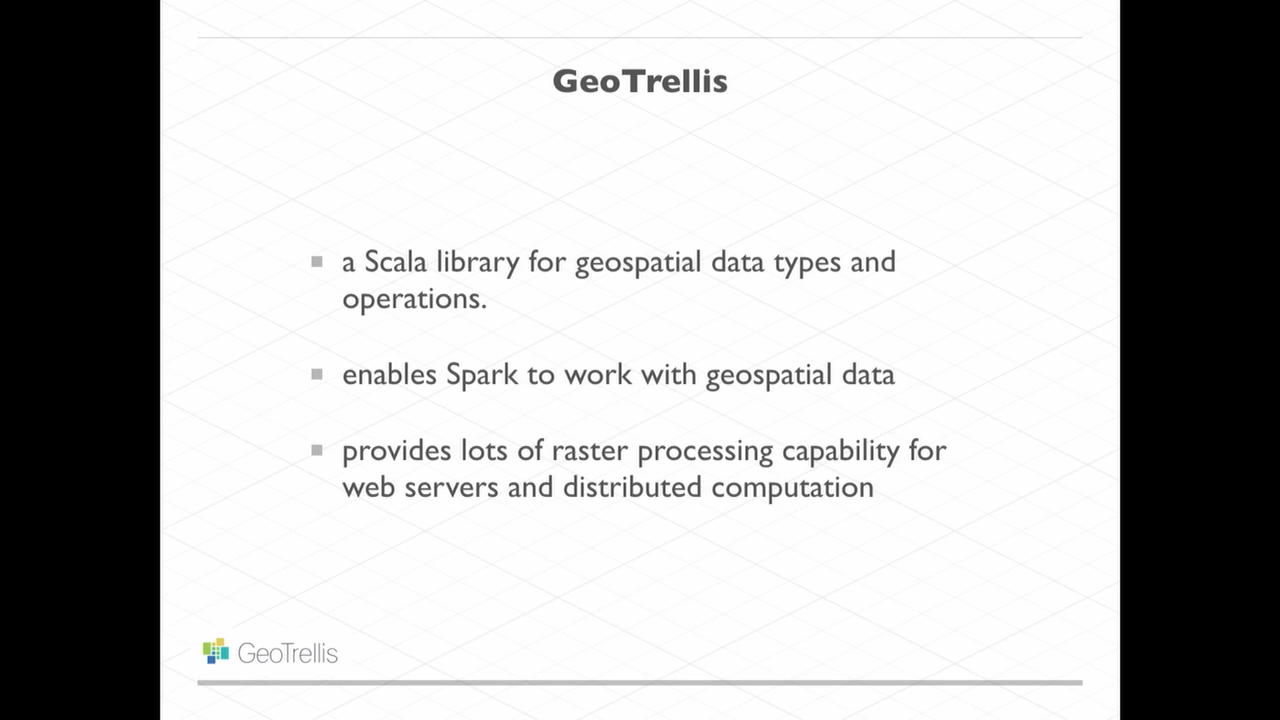 GeoTrellis
a Scala library for geospatial data types and
operations.
enables Spark to work with geospatial data
provides lots of raster processing capability for
web servers and distributed computation
GeoTrellis